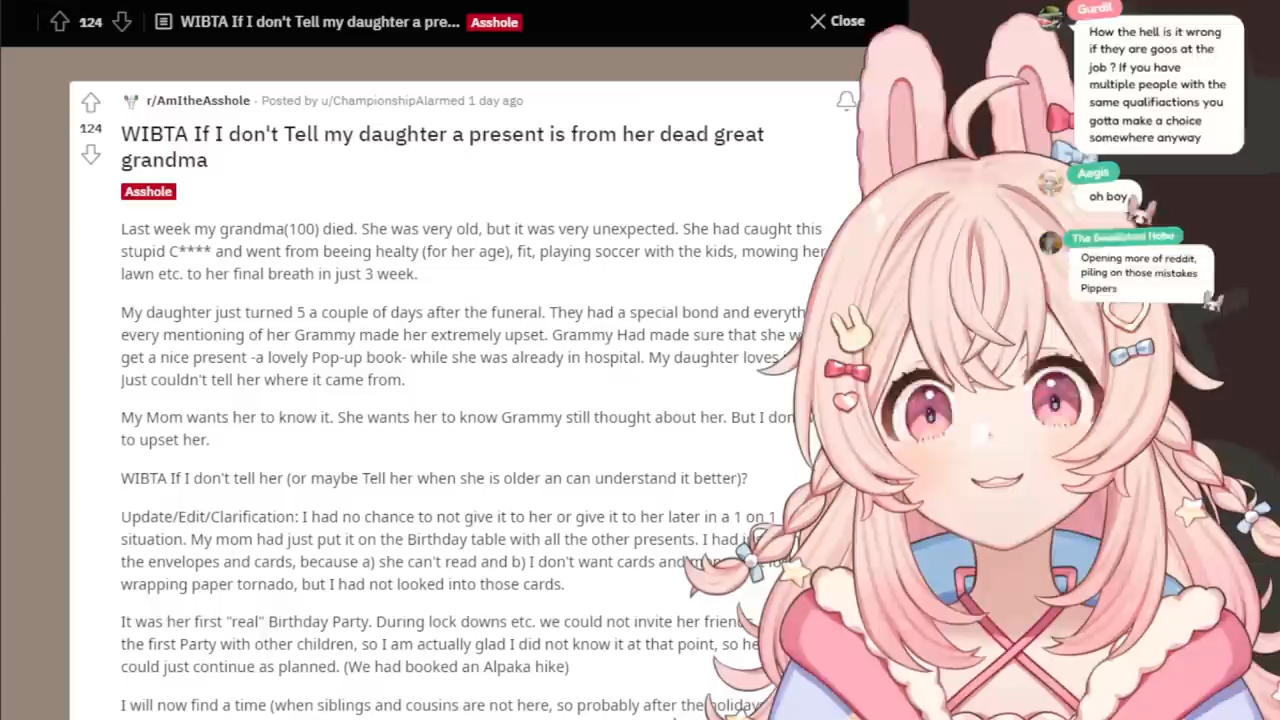 124
WIBTA If I don't Tell my daughter a pre...
Asshole
Close
r/AmItheAsshole · Posted by u/ChampionshipAlarmed 1 day ago
124
WIBTA If I don't Tell my daughter a present is from her dead great
grandma
Asshole
Last week my grandma(100) died. She was very old, but it was very unexpected. She had caught this
stupid C**** and went from beeing healty (for her age), fit, playing soccer with the kids, mowing her
lawn etc. to her final breath in just 3 week.
My daughter just turned 5 a couple of days after the funeral. They had a special bond and everyth
every mentioning of her Grammy made her extremely upset. Grammy Had made sure that she w
get a nice present -a lovely Pop-up book- while she was already in hospital. My daughter loves
Just couldn't tell her where it came from.
My Mom wants her to know it. She wants her to know Grammy still thought about her. But I don
to upset her.
WIBTA If I don't tell her (or maybe Tell her when she is older an can understand it better)?
Update/Edit/Clarification: I had no chance to not give it to her or give it to her later in a 1 on 1
situation. My mom had just put it on the Birthday table with all the other presents. I had
the envelopes and cards, because a) she can't read and b) I don't want cards and
wrapping paper tornado, but I had not looked into those cards.
It was her first "real" Birthday Party. During lock downs etc. we could not invite her frien
the first Party with other children, so I am actually glad I did not know it at that point, so he
could just continue as planned. (We had booked an Alpaka hike)
I will now find a time (when siblings and cousins are not here, so probably after the holiday
Gurdil
How the hell is it wrong
if they are goos at the
job ? If you have
multiple people with the
same qualifiactions you
gotta make a choice
somewhere anyway
Aegis
oh boy
The Hobo
Opening more of reddit,
piling on those mistakes
Pippers